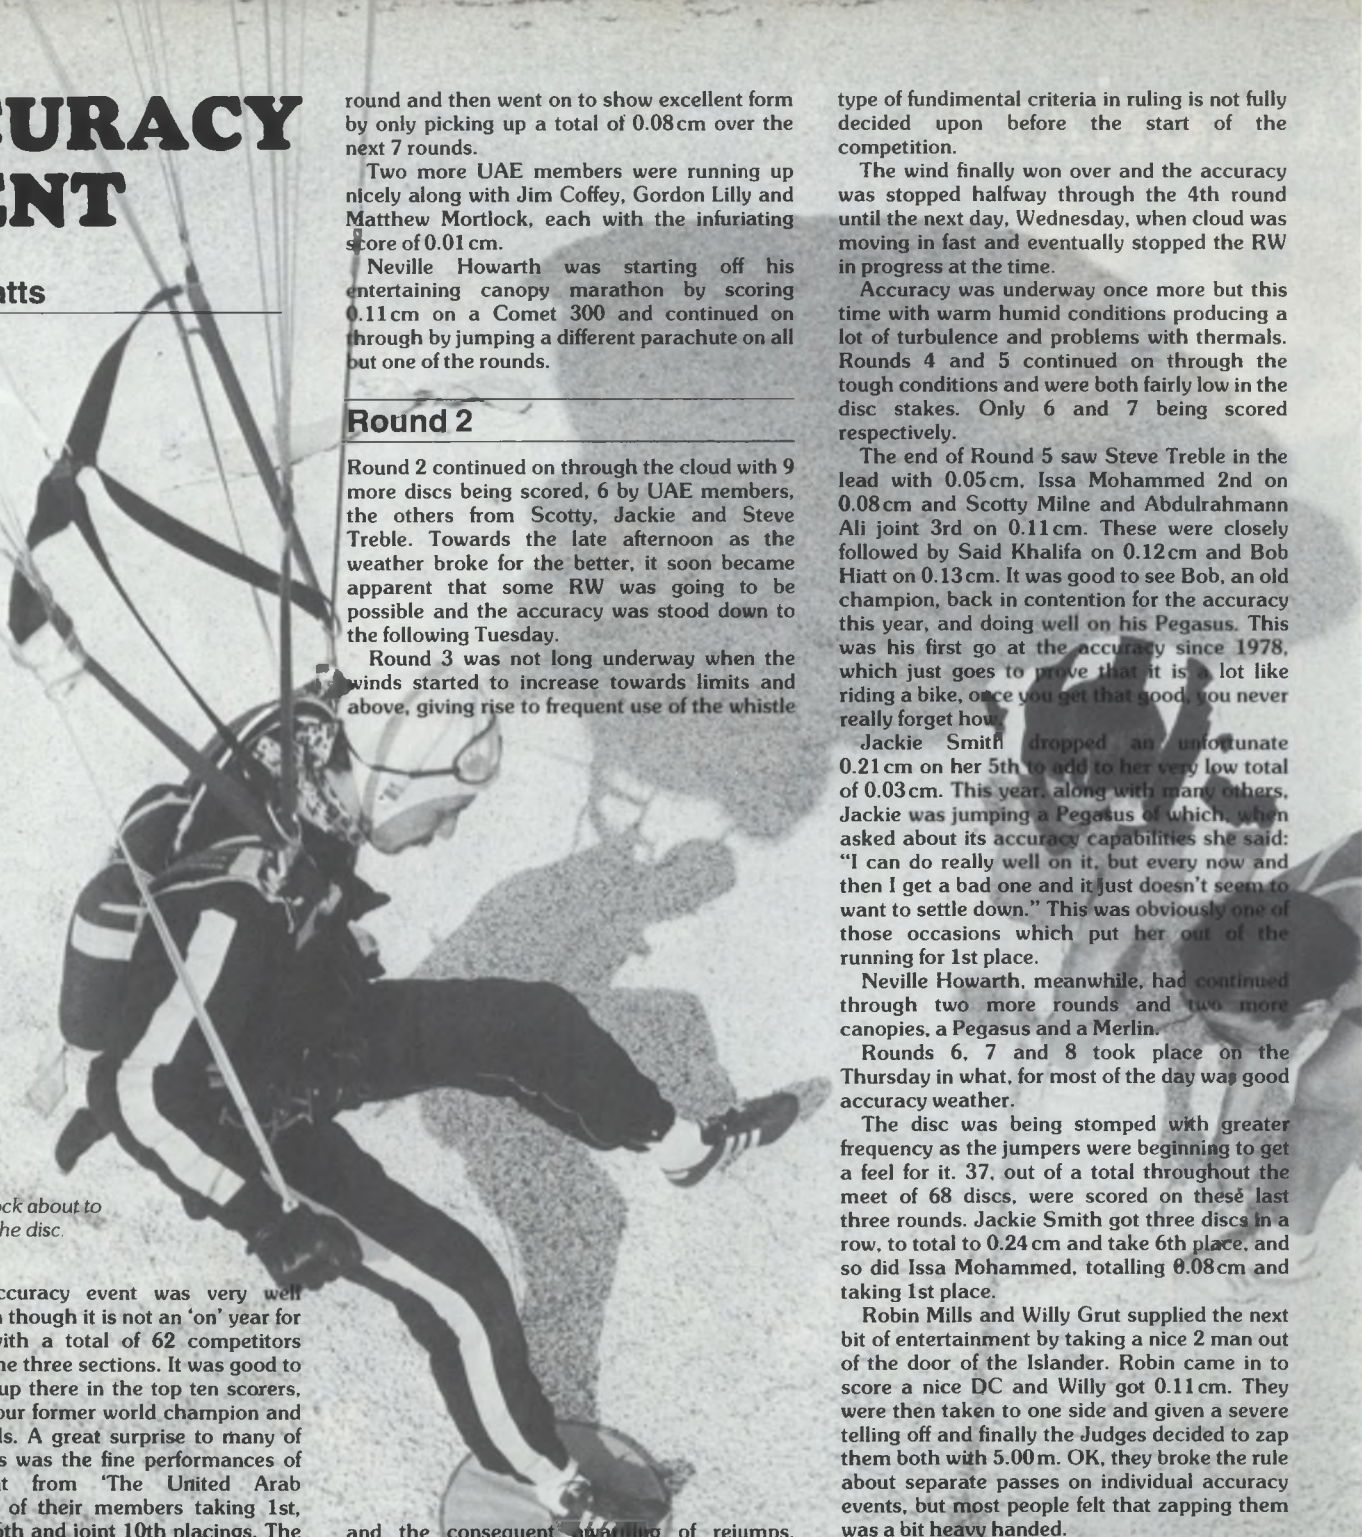 CURACY
ENT
atts
ck about to
he disc.
ccuracy event was very well
though it is not an 'on' year for
with a total of 62 competitors
he three sections. It was good to
up there in the top ten scorers,
our former world champion and
ls. A great surprise to many of
s was the fine performances of
t from 'The United Arab
of their members taking 1st,
th and joint 10th placings. The
round and then went on to show excellent form
by only picking up a total of 0.08cm over the
next 7 rounds.
Two more UAE members were running up
nicely along with Jim Coffey, Gordon Lilly and
Matthew Mortlock, each with the infuriating
score of 0.01 cm.
Neville Howarth was starting off his
entertaining canopy marathon by scoring
0.11cm on a Comet 300 and continued on
through by jumping a different parachute on all
but one of the rounds.
Round 2
Round 2 continued on through the cloud with 9
more discs being scored, 6 by UAE members,
the others from Scotty, Jackie and Steve
Treble. Towards the late afternoon as the
weather broke for the better, it soon became
apparent that some RW was going to be
possible and the accuracy was stood down to
the following Tuesday.
Round 3 was not long underway when the
winds started to increase towards limits and
above, giving rise to frequent use of the whistle
and the consequent of rejumps.
type of fundimental criteria in ruling is not fully
decided upon before the start of the
competition.
The wind finally won over and the accuracy
was stopped halfway through the 4th round
until the next day, Wednesday, when cloud was
moving in fast and eventually stopped the RW
in progress at the time.
Accuracy was underway once more but this
time with warm humid conditions producing a
lot of turbulence and problems with thermals.
Rounds 4 and 5 continued on through the
tough conditions and were both fairly low in the
disc stakes. Only 6 and 7 being scored
respectively.
The end of Round 5 saw Steve Treble in the
lead with 0.05cm, Issa Mohammed 2nd on
0.08cm and Scotty Milne and Abdulrahmann
Ali joint 3rd on 0.11cm. These were closely
followed by Said Khalifa on 0.12cm and Bob
Hiatt on 0.13cm. It was good to see Bob, an old
champion, back in contention for the accuracy
this year, and doing well on his Pegasus. This
was his first go at the accuracy since 1978,
which just goes to prove that it is a lot like
riding a bike, once you get that good, you never
really forget how.
Jackie Smith dropped an unfortunate
0.21cm on her 5th to add to her very low total
of 0.03cm. This year, along with many others,
Jackie was jumping a Pegasus of which, when
asked about its accuracy capabilities she said:
"I can do really well on it, but every now and
then I get a bad one and it just doesn't seem to
want to settle down." This was obviously one of
those occasions which put her out of the
running for 1st place.
Neville Howarth, meanwhile, had continued
through two more rounds and two more
canopies, a Pegasus and a Merlin.
Rounds 6, 7 and 8 took place on the
Thursday in what, for most of the day was good
accuracy weather.
The disc was being stomped with greater
frequency as the jumpers were beginning to get
a feel for it. 37, out of a total throughout the
meet of 68 discs, were scored on these last
three rounds. Jackie Smith got three discs in a
row, to total to 0.24cm and take 6th place, and
so did Issa Mohammed, totalling 0.08cm and
taking 1st place.
Robin Mills and Willy Grut supplied the next
bit of entertainment by taking a nice 2 man out
of the door of the Islander. Robin came in to
score a nice DC and Willy got 0.11cm. They
were then taken to one side and given a severe
telling off and finally the Judges decided to zap
them both with 5.00m. OK, they broke the rule
about separate passes on individual accuracy
events, but most people felt that zapping them
was a bit heavy handed.